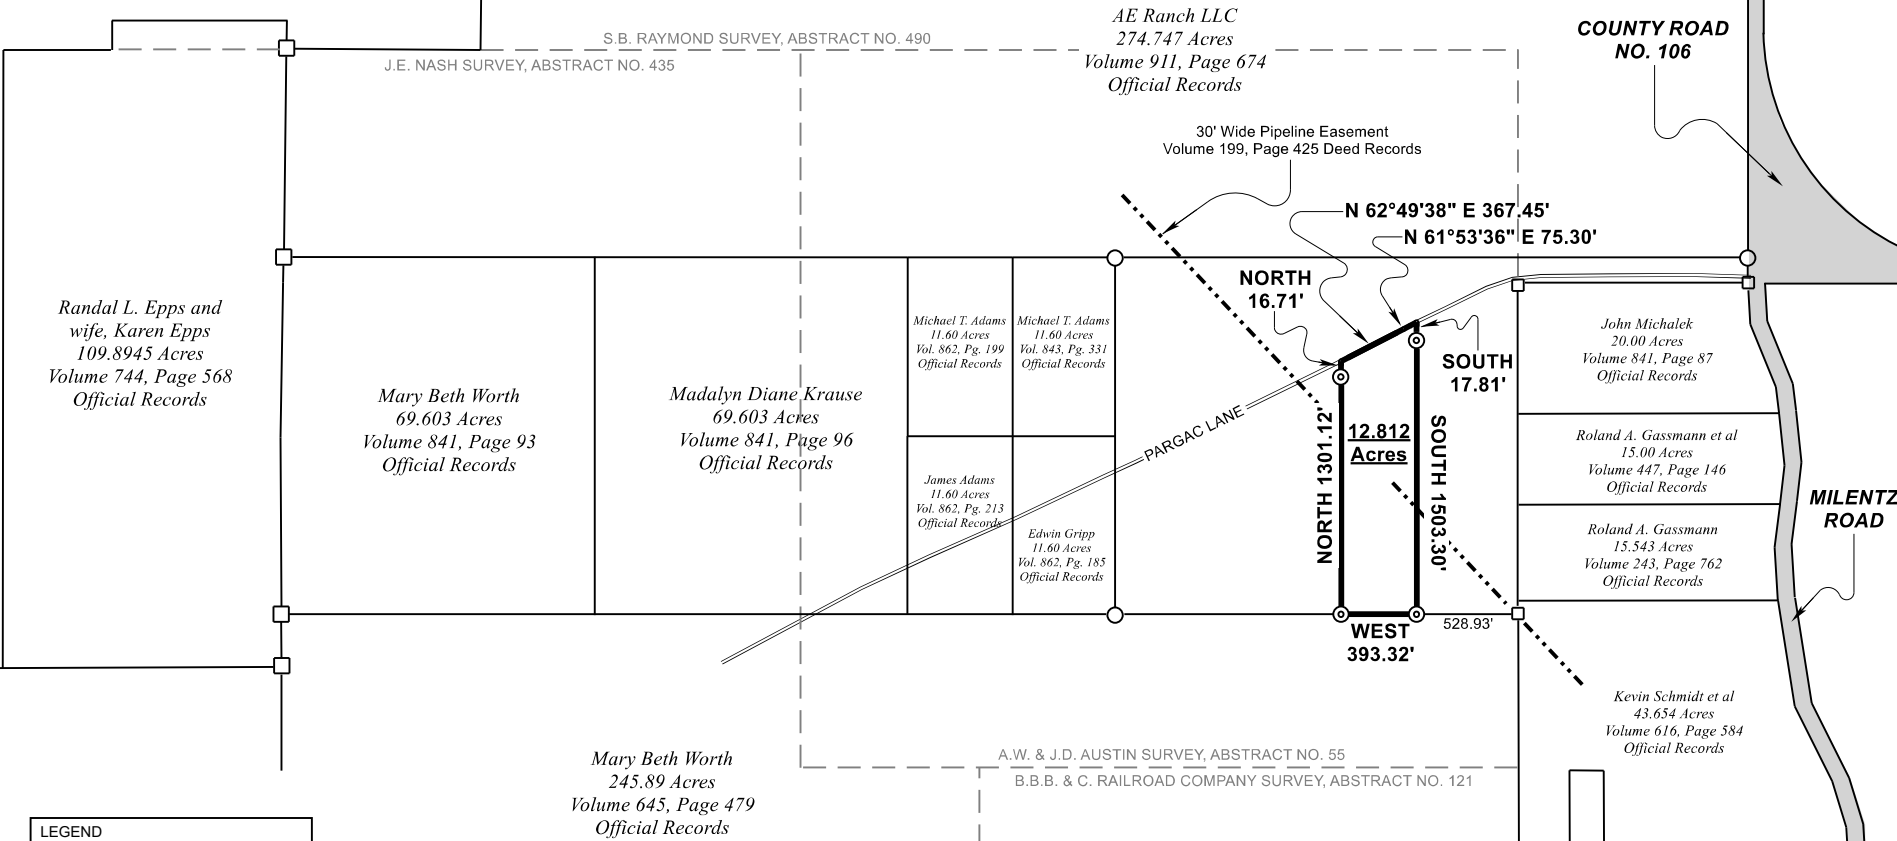 AE Ranch LLC
274.747 Acres
Volume 911, Page 674
Official Records
COUNTY ROAD
NO. 106
S.B. RAYMOND SURVEY, ABSTRACT NO. 490
J.E. NASH SURVEY, ABSTRACT NO. 435
30' Wide Pipeline Easement
Volume 199, Page 425 Deed Records
N 62°49'38" E 367.45'
N 61°53'36" E 75.30'
NORTH
16.71'
SOUTH
17.81'
Randal L. Epps and
wife, Karen Epps
109.8945 Acres
Volume 744, Page 568
Official Records
Mary Beth Worth
69.603 Acres
Volume 841, Page 93
Official Records
Madalyn Diane Krause
69.603 Acres
Volume 841, Page 96
Official Records
Michael T. Adams
11.60 Acres
Vol. 862, Pg. 199
Official Records
Michael T. Adams
11.60 Acres
Vol. 843, Pg. 331
Official Records
James Adams
11.60 Acres
Vol. 862, Pg. 213
Official Records
Edwin Gripp
11.60 Acres
Vol. 862, Pg. 185
Official Records
PARGAC LANE
NORTH 1301.12'
12.812
Acres
SOUTH 1503.30'
WEST
393.32'
528.93'
John Michalek
20.00 Acres
Volume 841, Page 87
Official Records
Roland A. Gassmann et al
15.00 Acres
Volume 447, Page 146
Official Records
Roland A. Gassmann
15.543 Acres
Volume 243, Page 762
Official Records
MILENTZ
ROAD
Kevin Schmidt et al
43.654 Acres
Volume 616, Page 584
Official Records
Mary Beth Worth
245.89 Acres
Volume 645, Page 479
Official Records
A.W. & J.D. AUSTIN SURVEY, ABSTRACT NO. 55
B.B.B. & C. RAILROAD COMPANY SURVEY, ABSTRACT NO. 121
LEGEND